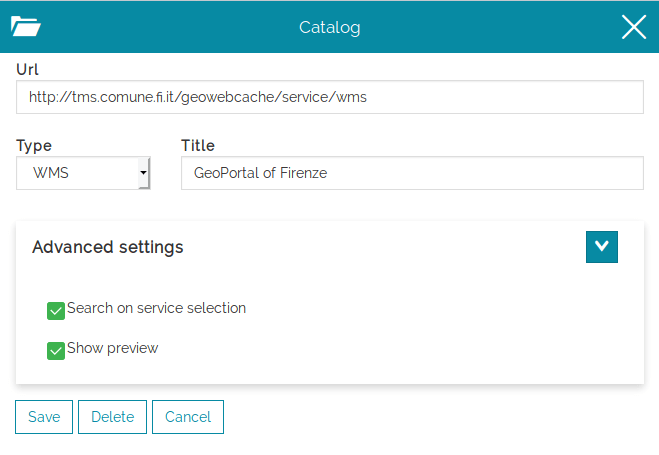 Catalog
Url
http://tms.comune.fi.it/geowebcache/service/wms
Type Title
WMS GeoPortal of Firenze
Advanced settings
Search on service selection
Show preview
Save Delete Cancel